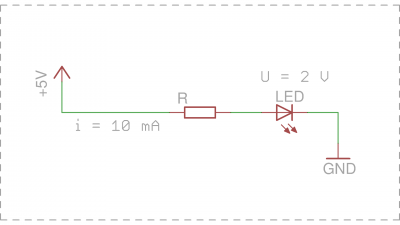 U = 2 V
+5V
R
LED
i = 10 mA
GND